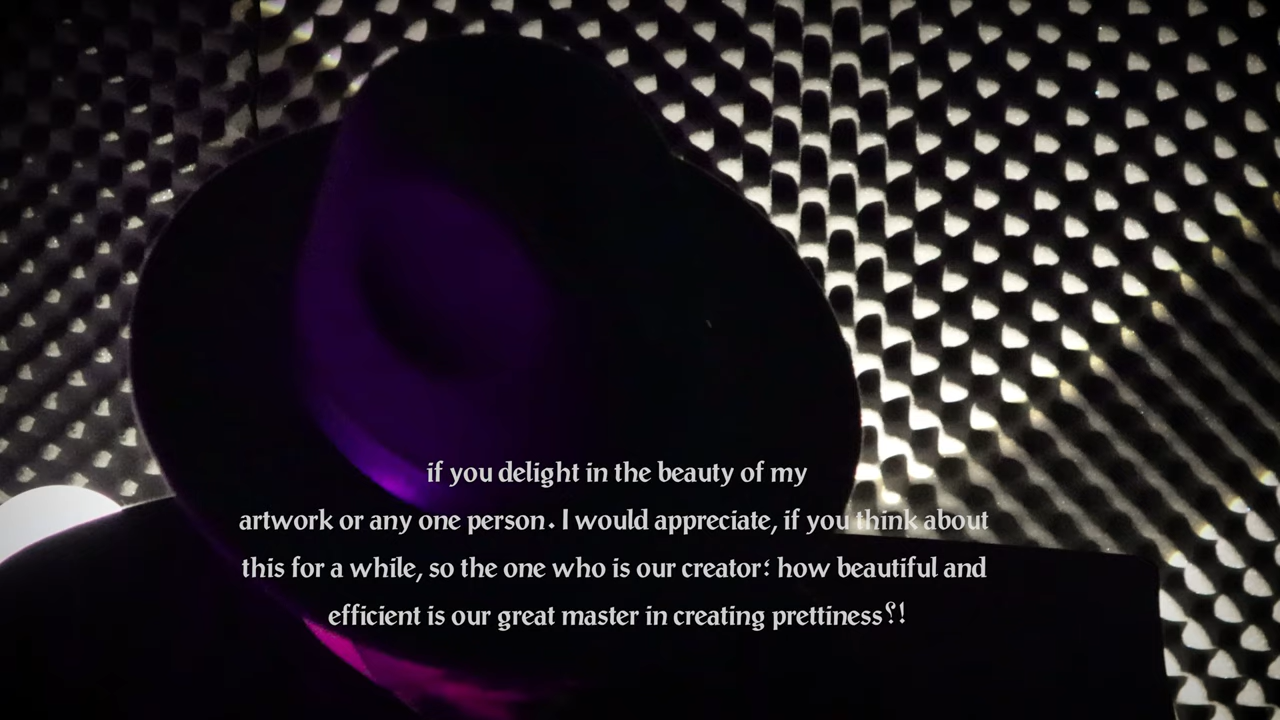 if you delight in the beauty of my
artwork or any one person. I would appreciate, if you think about
this for a while, so the one who is our creator؛ how beautiful and
efficient is our great master in creating prettiness؟!